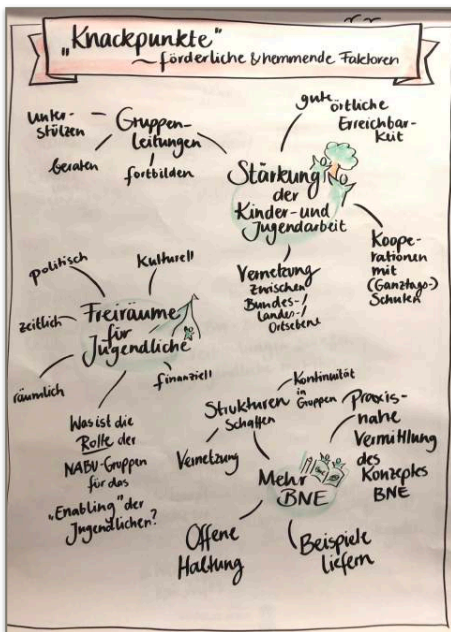 „Knackpunkte"
~ förderliche & hemmende Faktoren
unter-
stützen
Gruppen-
leitungen
beraten
fortbilden
gute örtliche
Erreichbar-
keit
Stärkung
der
Kinder- und
Jugendarbeit
Vernetzung
zwischen
Bundes-/
Landes-/
Ortsebene
Koope-
rationen
mit
(Ganztags-)
Schulen
politisch
Kulturell
zeitlich
Freiräume
für
Jugendliche
räumlich
finanziell
Was ist die
Rolle der
NABU-Gruppen
für das
„Enabling" der
Jugendlichen?
Kontinuität
in
Gruppen
Strukturen
schaffen
Vernetzung
Mehr
BNE
Praxis-
nahe
Vermittlung
des
Konzeptes
BNE
Offene
Haltung
Beispiele
liefern